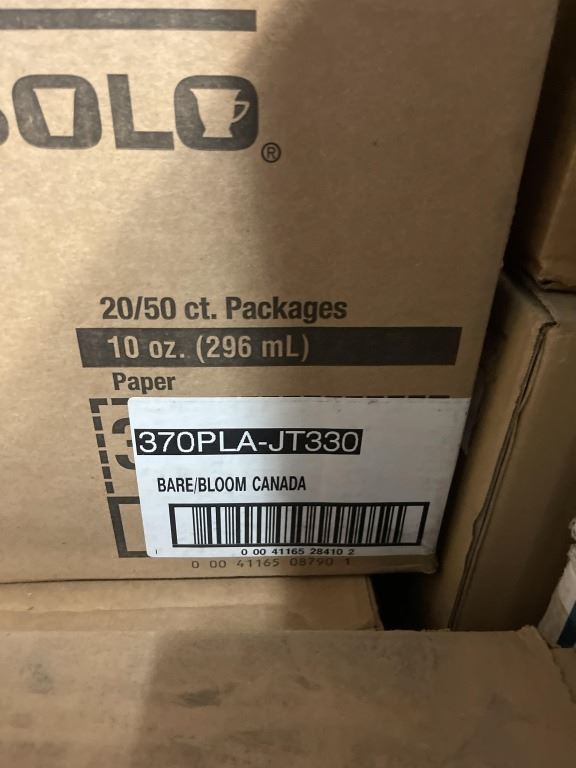 SOLO®
20/50 ct. Packages
10 oz. (296 mL)
Paper
370PLA-JT330
BARE/BLOOM CANADA
0 00 41165 28410 2
0 00 41165 08790 1